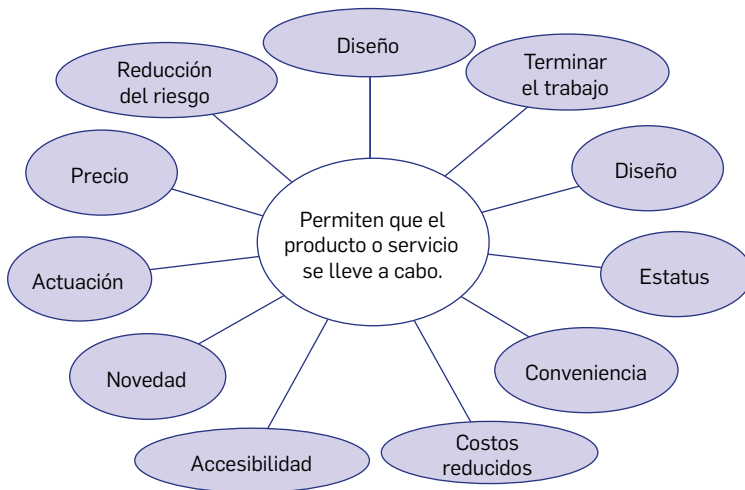 Diseño
Terminar
el trabajo
Reducción
del riesgo
Diseño
Precio
Permiten que el
producto o servicio
se lleve a cabo.
Actuación
Estatus
Novedad
Conveniencia
Accesibilidad
Costos
reducidos